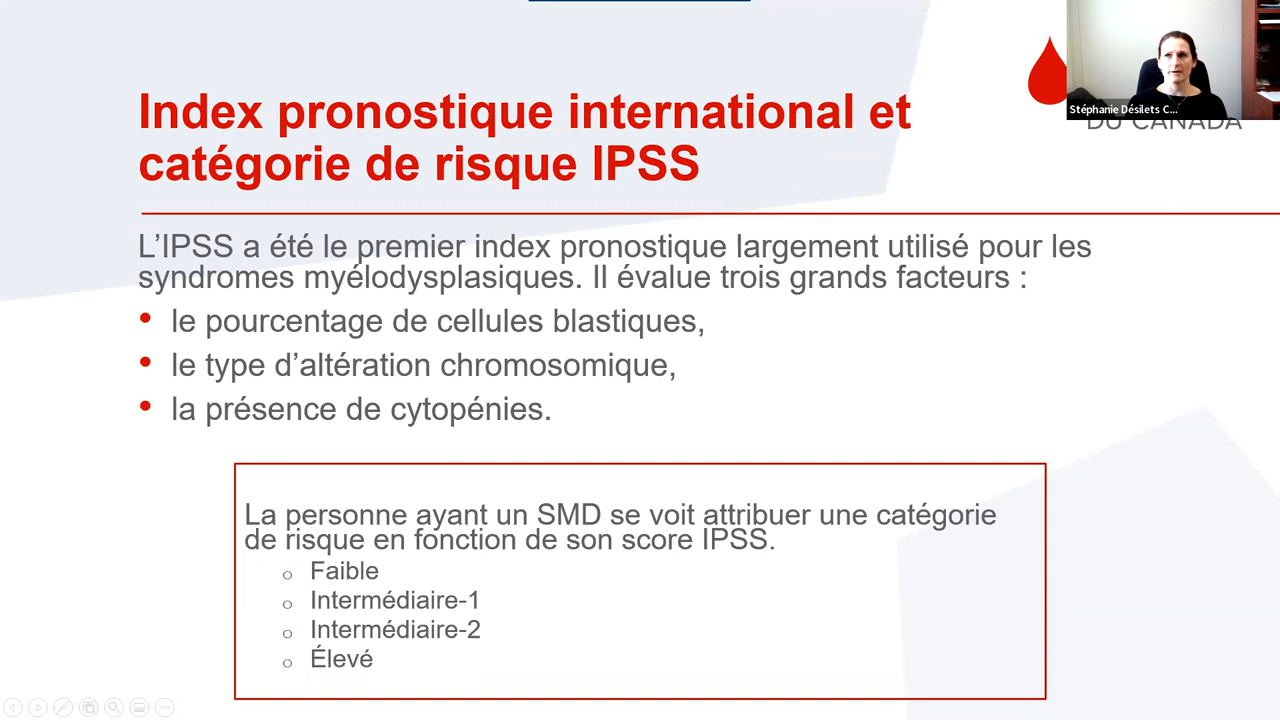 Index pronostique international et
catégorie de risque IPSS
Stéphanie Désilets C...
DU CANADA
L'IPSS a été le premier index pronostique largement utilisé pour les
syndromes myélodysplasiques. Il évalue trois grands facteurs :
• le pourcentage de cellules blastiques,
• le type d'altération chromosomique,
• la présence de cytopénies.
La personne ayant un SMD se voit attribuer une catégorie
de risque en fonction de son score IPSS.
o Faible
o Intermédiaire-1
o Intermédiaire-2
o Élevé